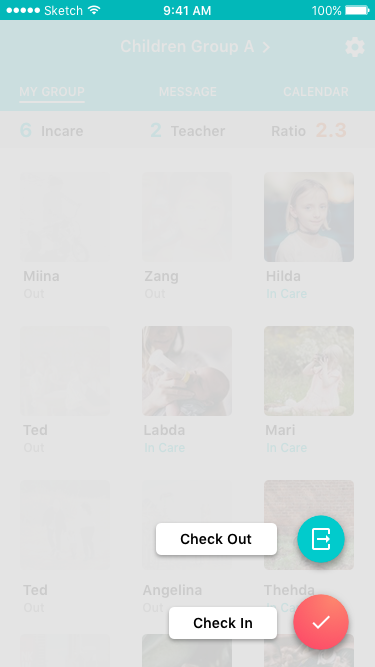 Sketch 9:41 AM 100%
Children Group A >
MY GROUP MESSAGE CALENDAR
6 Incare 2 Teacher Ratio 2.3
Miina Zang Hilda
Out Out In Care
Ted Labda Mari
Out In Care In Care
Check Out
Ted Angelina Thehda
Out Out In Care
Check In